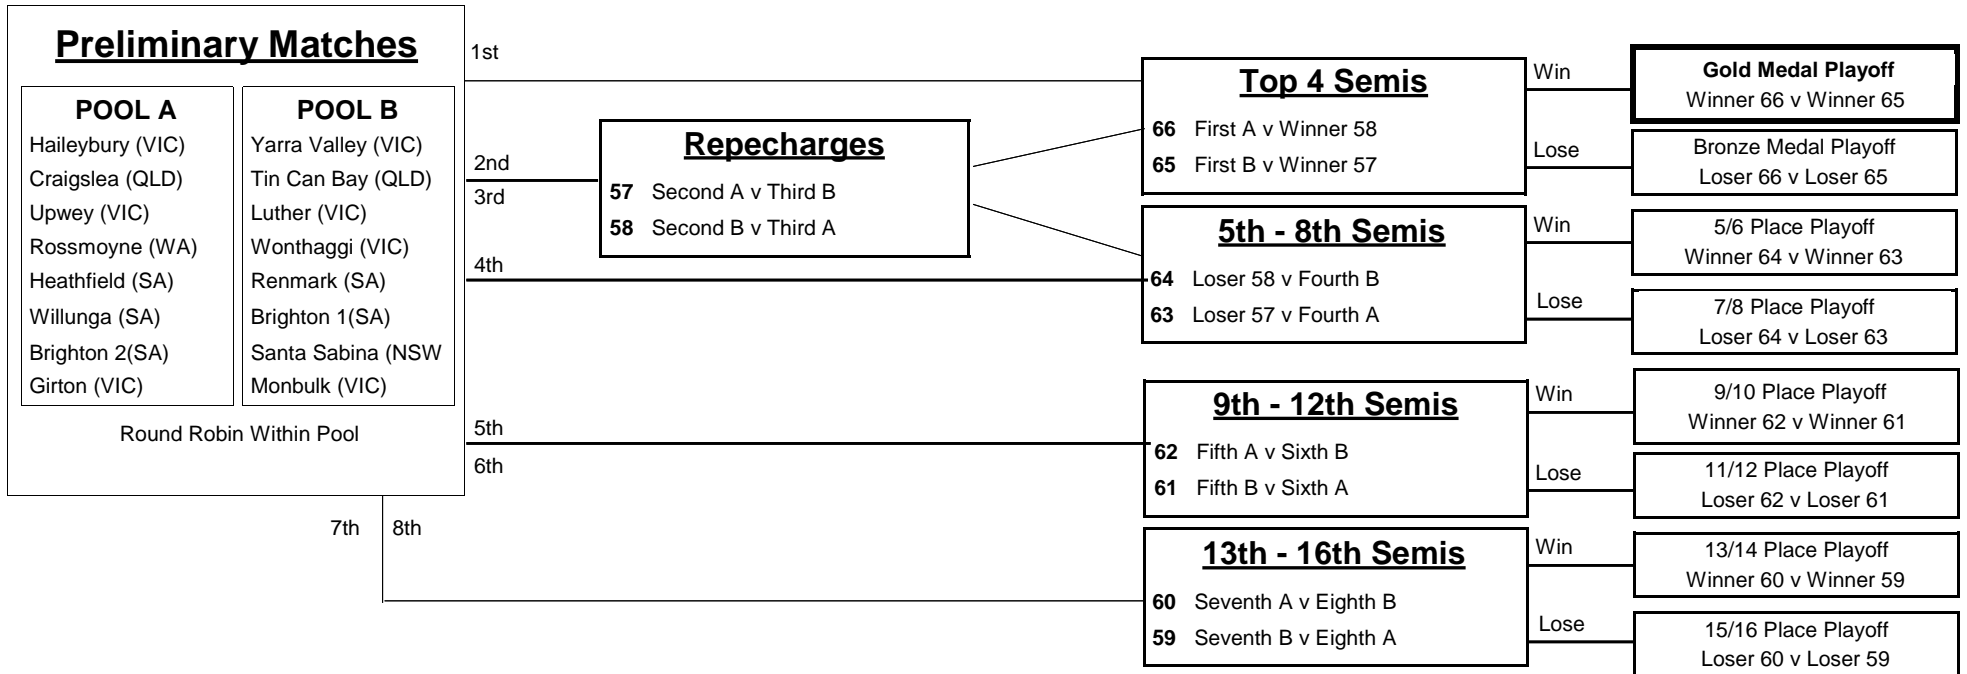 Preliminary Matches
POOL A
Haileybury (VIC)
Craigslea (QLD)
Upwey (VIC)
Rossmoyne (WA)
Heathfield (SA)
Willunga (SA)
Brighton 2(SA)
Girton (VIC)
POOL B
Yarra Valley (VIC)
Tin Can Bay (QLD)
Luther (VIC)
Wonthaggi (VIC)
Renmark (SA)
Brighton 1(SA)
Santa Sabina (NSW
Monbulk (VIC)
Round Robin Within Pool
1st
2nd
3rd
4th
5th
6th
7th
8th
Repecharges
57 Second A v Third B
58 Second B v Third A
Top 4 Semis
66 First A v Winner 58
65 First B v Winner 57
5th - 8th Semis
64 Loser 58 v Fourth B
63 Loser 57 v Fourth A
9th - 12th Semis
62 Fifth A v Sixth B
61 Fifth B v Sixth A
13th - 16th Semis
60 Seventh A v Eighth B
59 Seventh B v Eighth A
Win
Gold Medal Playoff
Winner 66 v Winner 65
Lose
Bronze Medal Playoff
Loser 66 v Loser 65
Win
5/6 Place Playoff
Winner 64 v Winner 63
Lose
7/8 Place Playoff
Loser 64 v Loser 63
Win
9/10 Place Playoff
Winner 62 v Winner 61
Lose
11/12 Place Playoff
Loser 62 v Loser 61
Win
13/14 Place Playoff
Winner 60 v Winner 59
Lose
15/16 Place Playoff
Loser 60 v Loser 59